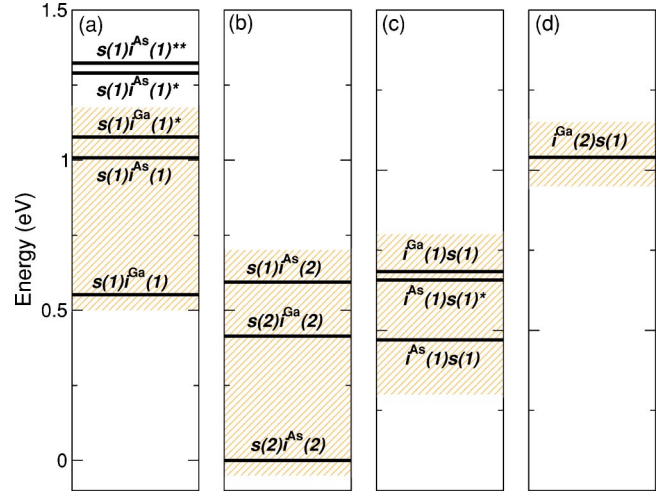 1.5
(a)
(b)
(c)
(d)
s(1)i^As(1)**
s(1)i^As(1)*
s(1)i^Ga(1)*
i^Ga(2)s(1)
1
s(1)i^As(1)
Energy (eV)
i^Ga(1)s(1)
s(1)i^As(2)
s(1)i^Ga(1)
i^As(1)s(1)*
0.5
s(2)i^Ga(2)
i^As(1)s(1)
s(2)i^As(2)
0